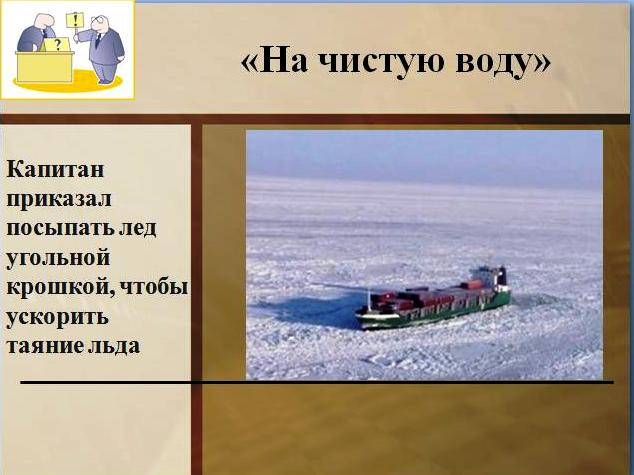 ! ?
«На чистую воду»
Капитан
приказал
посыпать лед
угольной
крошкой, чтобы
ускорить
таяние льда